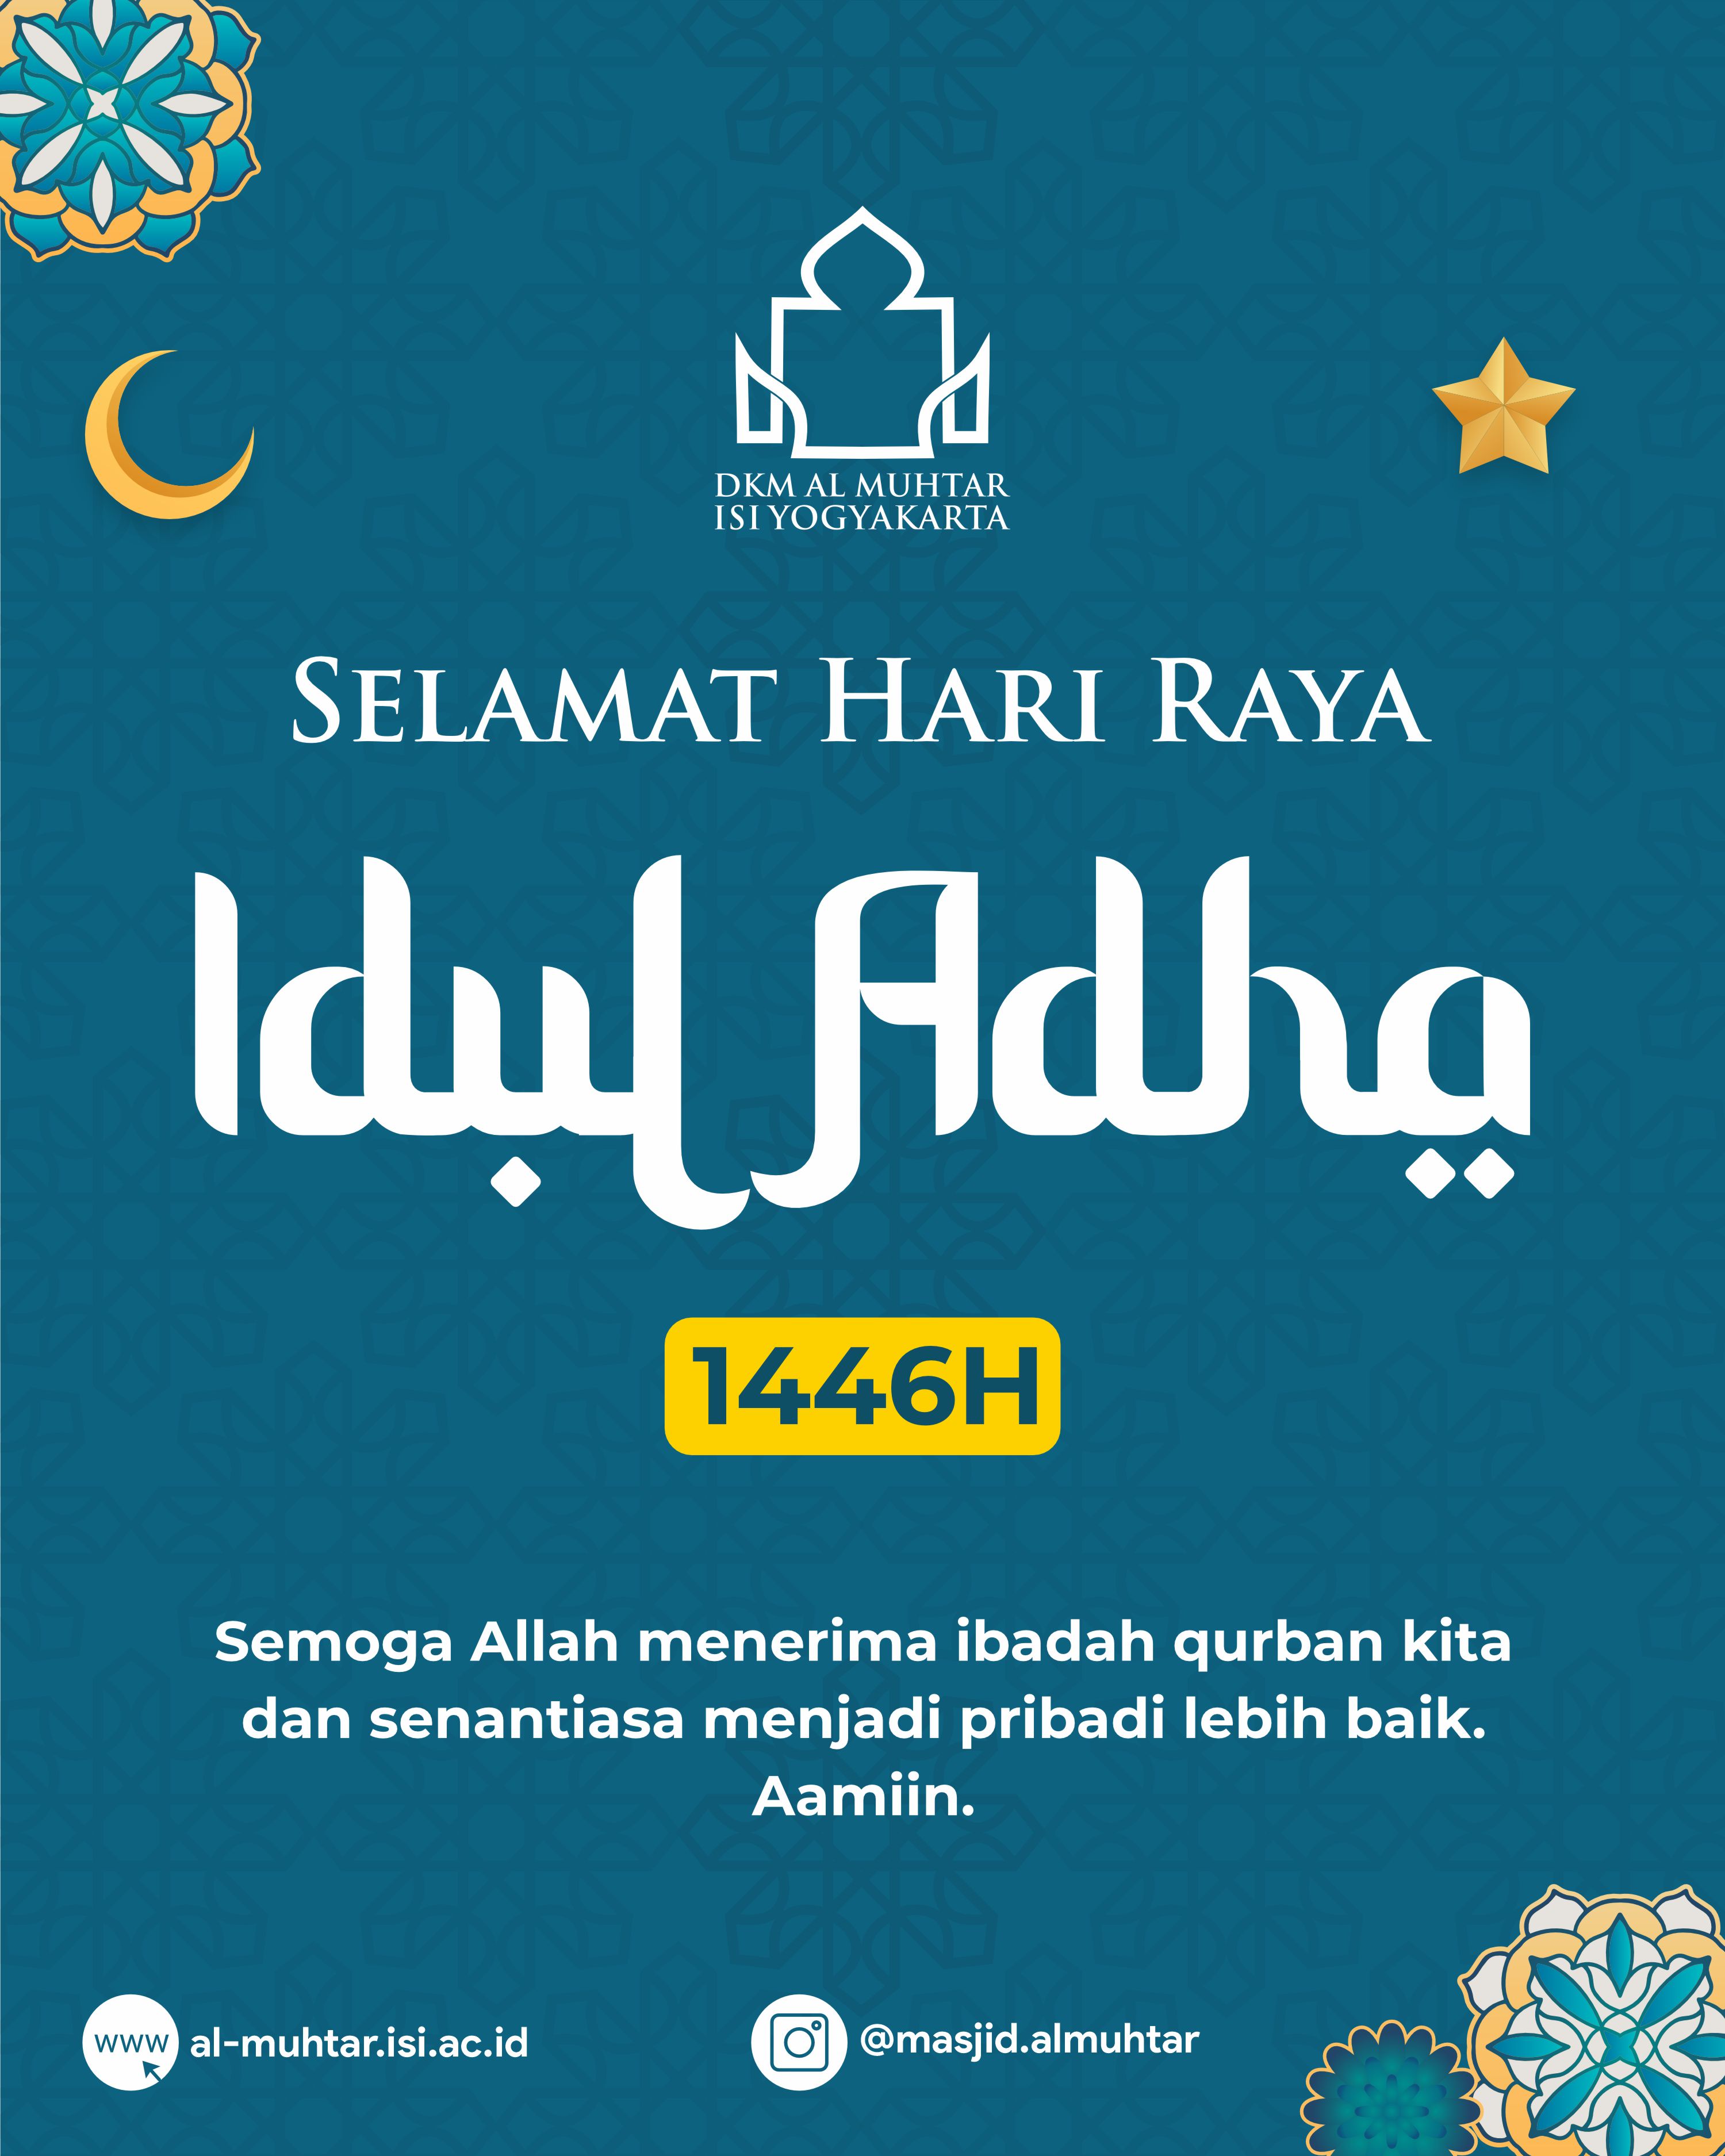 DKM AL MUHTAR
ISI YOGYAKARTA
SELAMAT HARI RAYA
Idul Adha
1446H
Semoga Allah menerima ibadah qurban kita
dan senantiasa menjadi pribadi lebih baik.
Aamiin.
www al-muhtar.isi.ac.id
@masjid.almuhtar